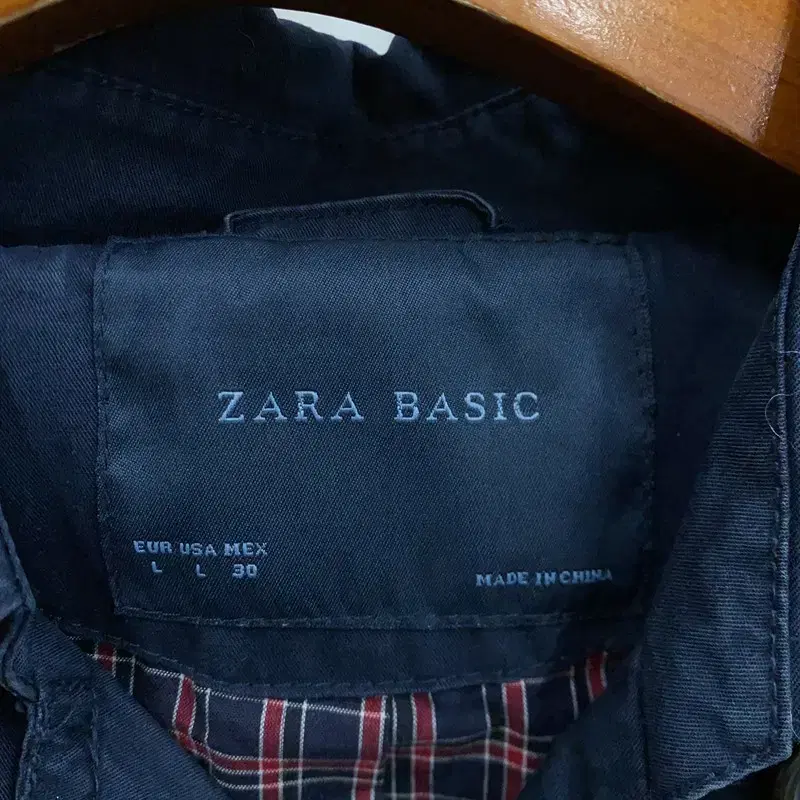 ZARA BASIC
EUR USA MEX
L L 30
MADE IN CHINA